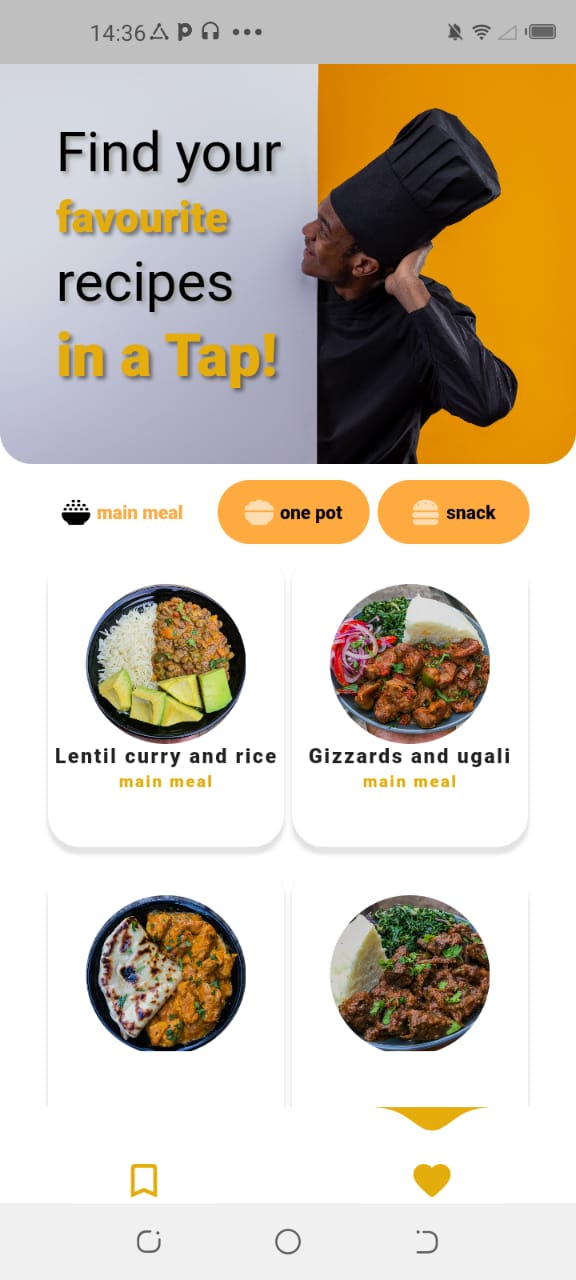 14:36
Find your
favourite
recipes
in a Tap!
main meal
one pot
snack
Lentil curry and rice
main meal
Gizzards and ugali
main meal